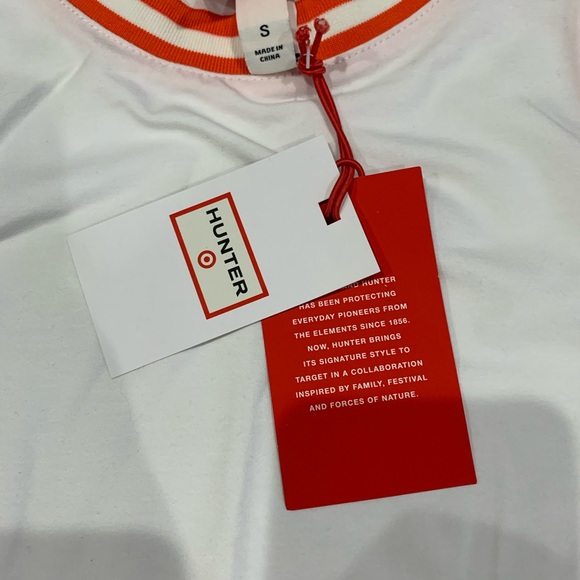 S
MADE IN
CHINA
HUNTER
HUNTER
HAS BEEN PROTECTING
EVERYDAY PIONEERS FROM
THE ELEMENTS SINCE 1856.
NOW, HUNTER BRINGS
ITS SIGNATURE STYLE TO
TARGET IN A COLLABORATION
INSPIRED BY FAMILY, FESTIVAL
AND FORCES OF NATURE.